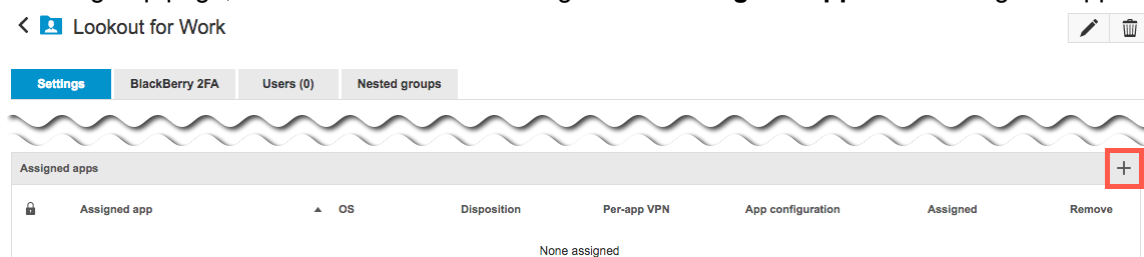 Lookout for Work
Settings BlackBerry 2FA Users (0) Nested groups
Assigned apps +
Assigned app OS Disposition Per-app VPN App configuration Assigned Remove
None assigned